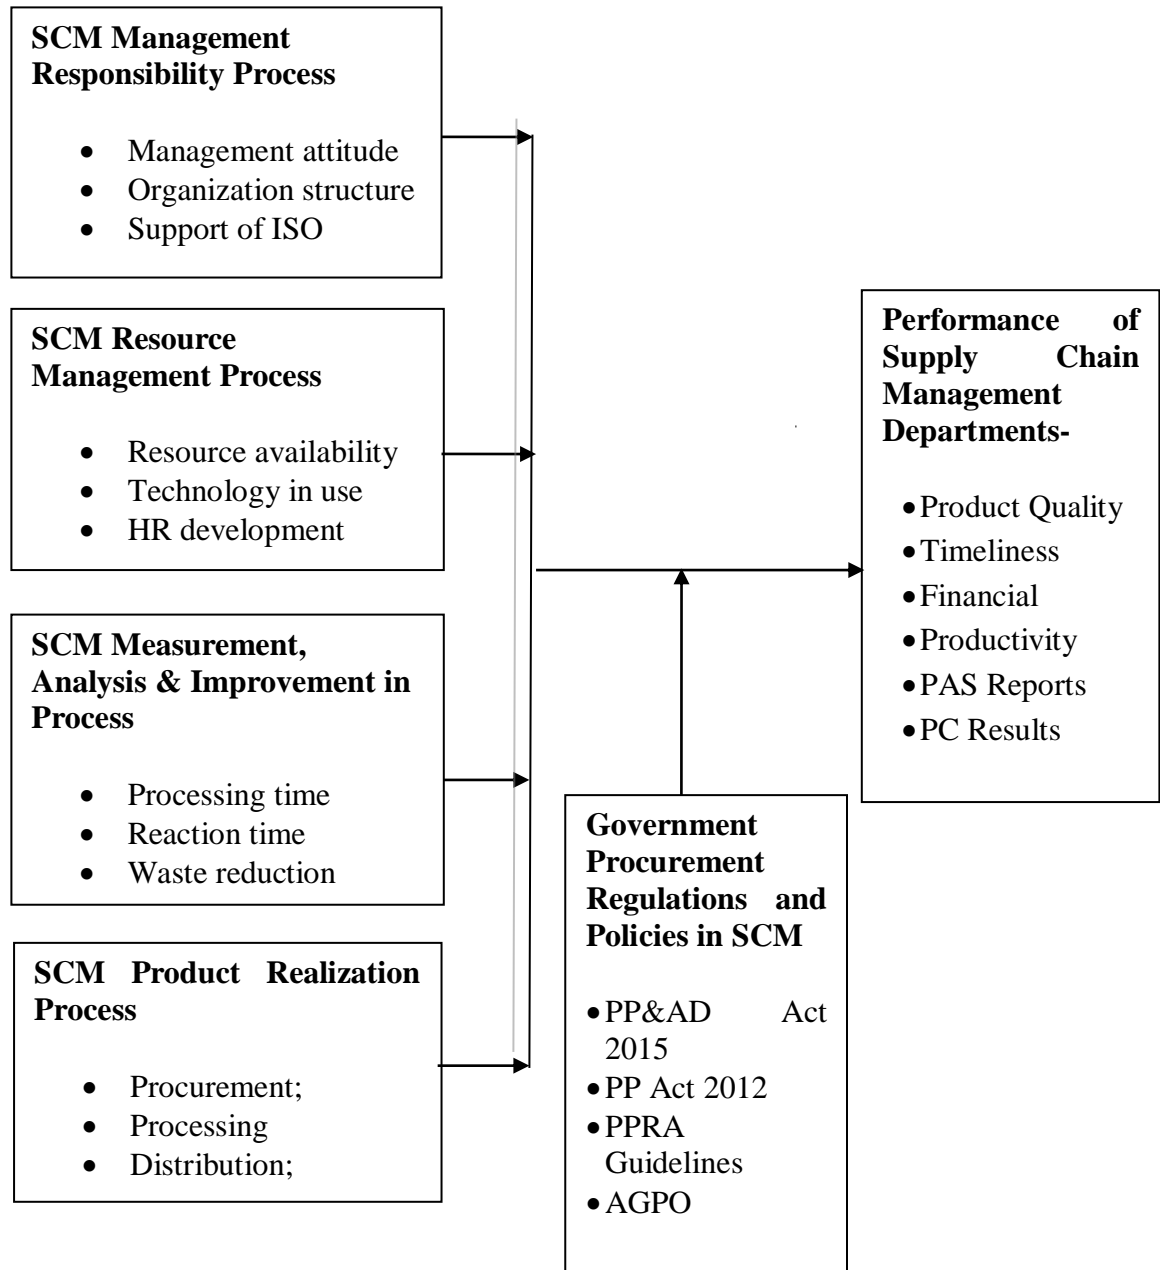 SCM Management
Responsibility Process
• Management attitude
• Organization structure
• Support of ISO
SCM Resource
Management Process
• Resource availability
• Technology in use
• HR development
SCM Measurement,
Analysis & Improvement in
Process
• Processing time
• Reaction time
• Waste reduction
SCM Product Realization
Process
• Procurement;
• Processing
• Distribution;
Government
Procurement
Regulations and
Policies in SCM
• PP&AD Act
2015
• PP Act 2012
• PPRA
Guidelines
• AGPO
Performance of
Supply Chain
Management
Departments-
• Product Quality
• Timeliness
• Financial
• Productivity
• PAS Reports
• PC Results